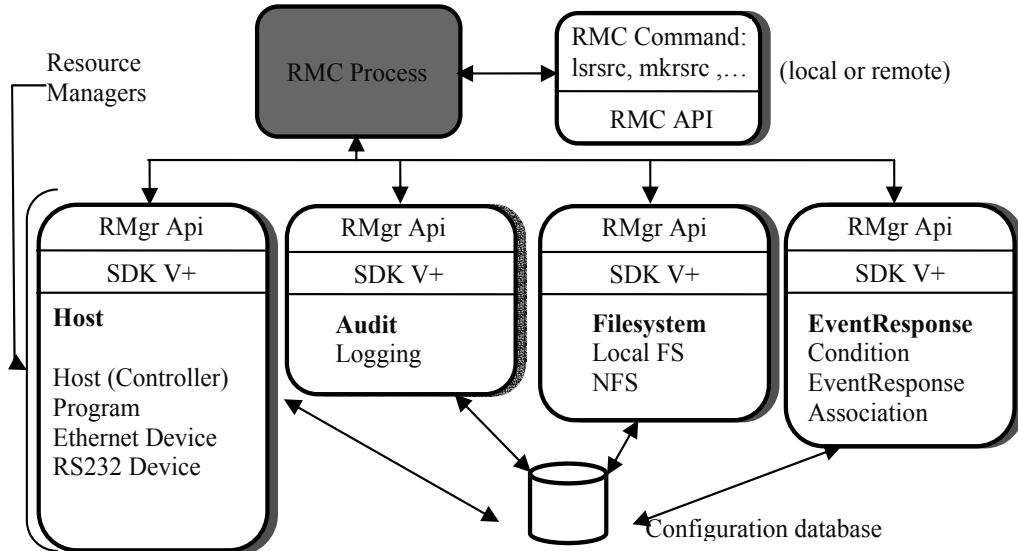 Resource
Managers
RMC Process
RMC Command:
lsrsrc, mkrsrc ,…
RMC API
(local or remote)
RMgr Api
SDK V+
Host
Host (Controller)
Program
Ethernet Device
RS232 Device
RMgr Api
SDK V+
Audit
Logging
RMgr Api
SDK V+
Filesystem
Local FS
NFS
RMgr Api
SDK V+
EventResponse
Condition
EventResponse
Association
Configuration database